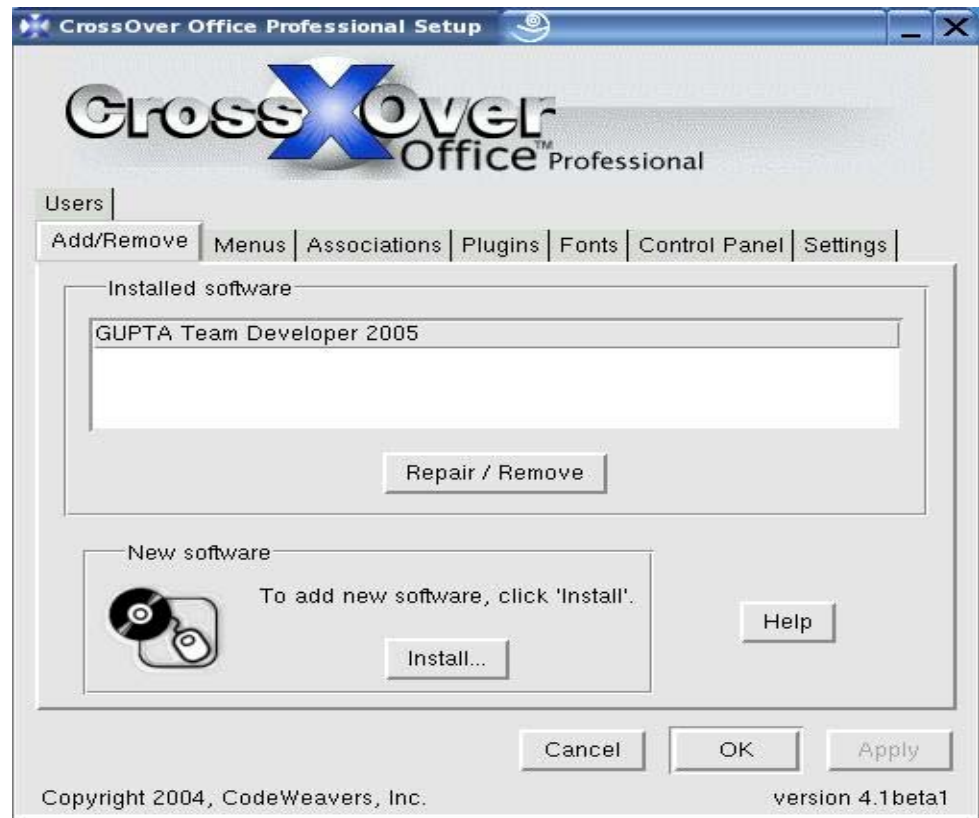 CrossOver Office Professional Setup
CrossOver
Office™ Professional
Users
Add/Remove Menus Associations Plugins Fonts Control Panel Settings
Installed software
GUPTA Team Developer 2005
Repair / Remove
New software
To add new software, click 'Install'.
Install...
Help
Cancel OK Apply
Copyright 2004, CodeWeavers, Inc. version 4.1beta1